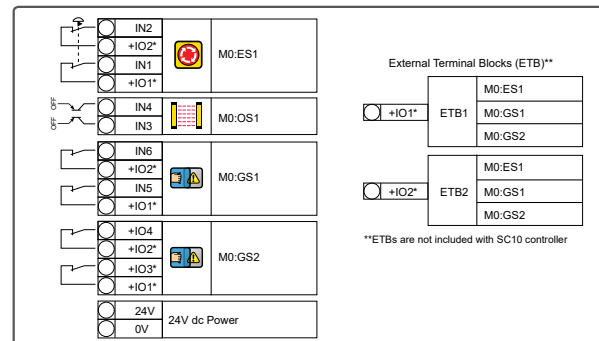 IN2
+IO2*
IN1
+IO1*
M0:ES1
OFF
OFF
IN4
IN3
M0:OS1
IN6
+IO2*
IN5
+IO1*
M0:GS1
+IO4
+IO2*
+IO3*
+IO1*
M0:GS2
24V
0V
24V dc Power
External Terminal Blocks (ETB)**
+IO1*
ETB1
M0:ES1
M0:GS1
M0:GS2
+IO2*
ETB2
M0:ES1
M0:GS1
M0:GS2
**ETBs are not included with SC10 controller